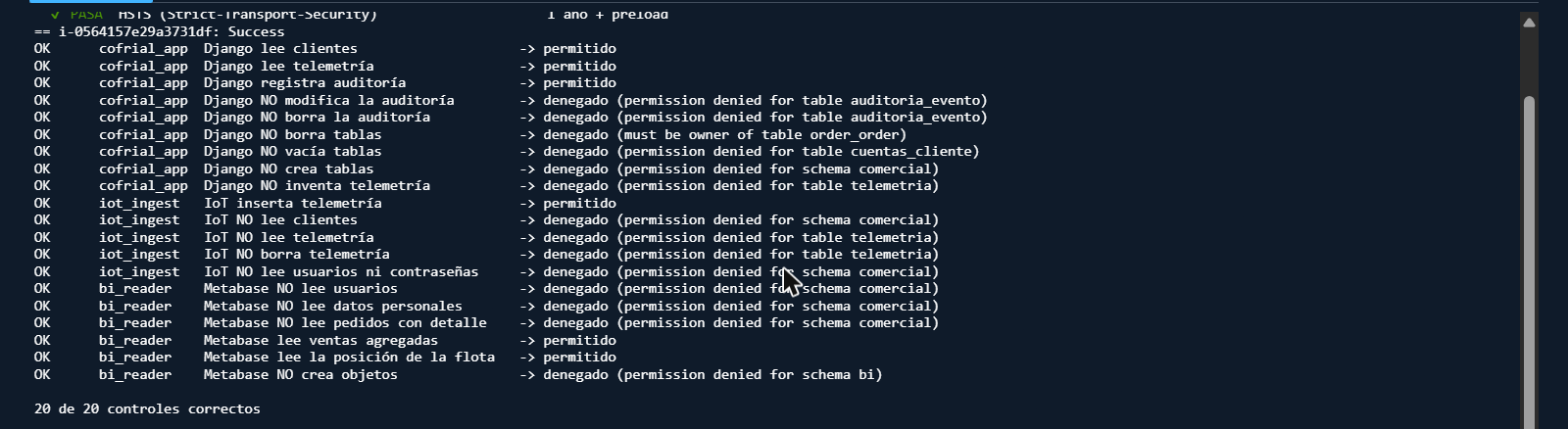 ✓ PASA HSTS (Strict-Transport-Security) 1 año + preload
== i-0564157e29a3731df: Success
OK cofrial_app Django lee clientes -> permitido
OK cofrial_app Django lee telemetría -> permitido
OK cofrial_app Django registra auditoría -> permitido
OK cofrial_app Django NO modifica la auditoría -> denegado (permission denied for table auditoria_evento)
OK cofrial_app Django NO borra la auditoría -> denegado (permission denied for table auditoria_evento)
OK cofrial_app Django NO borra tablas -> denegado (must be owner of table order_order)
OK cofrial_app Django NO vacía tablas -> denegado (permission denied for table cuentas_cliente)
OK cofrial_app Django NO crea tablas -> denegado (permission denied for schema comercial)
OK cofrial_app Django NO inventa telemetría -> denegado (permission denied for table telemetria)
OK iot_ingest IoT inserta telemetría -> permitido
OK iot_ingest IoT NO lee clientes -> denegado (permission denied for schema comercial)
OK iot_ingest IoT NO lee telemetría -> denegado (permission denied for table telemetria)
OK iot_ingest IoT NO borra telemetría -> denegado (permission denied for table telemetria)
OK iot_ingest IoT NO lee usuarios ni contraseñas -> denegado (permission denied for schema comercial)
OK bi_reader Metabase NO lee usuarios -> denegado (permission denied for schema comercial)
OK bi_reader Metabase NO lee datos personales -> denegado (permission denied for schema comercial)
OK bi_reader Metabase NO lee pedidos con detalle -> denegado (permission denied for schema comercial)
OK bi_reader Metabase lee ventas agregadas -> permitido
OK bi_reader Metabase lee la posición de la flota -> permitido
OK bi_reader Metabase NO crea objetos -> denegado (permission denied for schema bi)
20 de 20 controles correctos